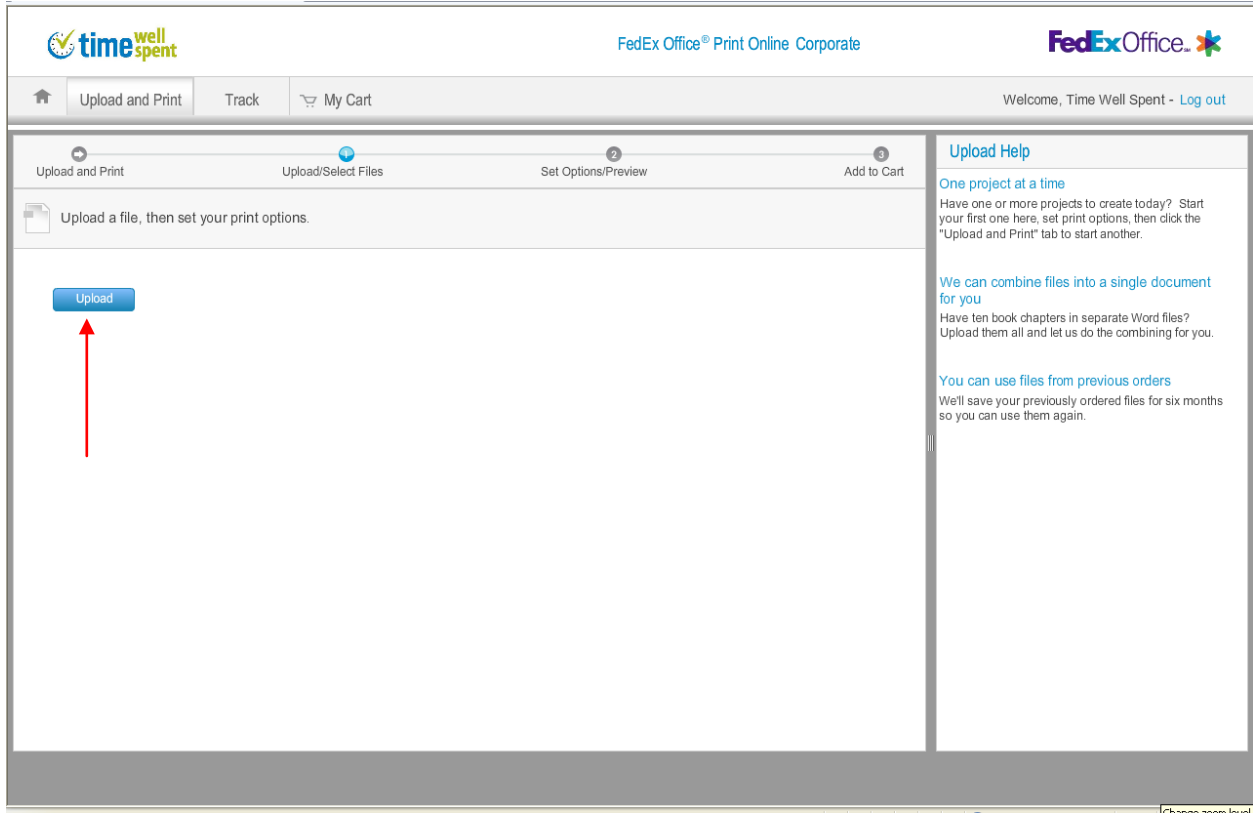 time well spent
FedEx Office® Print Online Corporate
FedEx Office℠
Upload and Print
Track
My Cart
Welcome, Time Well Spent - Log out
1
2
3
Upload and Print
Upload/Select Files
Set Options/Preview
Add to Cart
Upload a file, then set your print options.
Upload
Upload Help
One project at a time
Have one or more projects to create today? Start
your first one here, set print options, then click the
"Upload and Print" tab to start another.
We can combine files into a single document
for you
Have ten book chapters in separate Word files?
Upload them all and let us do the combining for you.
You can use files from previous orders
We'll save your previously ordered files for six months
so you can use them again.
Change zoom level